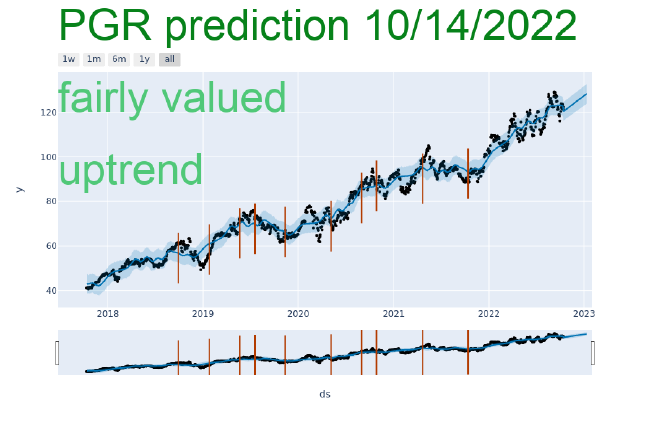 PGR prediction 10/14/2022
1w 1m 6m 1y all
fairly valued
120
uptrend
100
y
80
60
40
2018 2019 2020 2021 2022 2023
ds